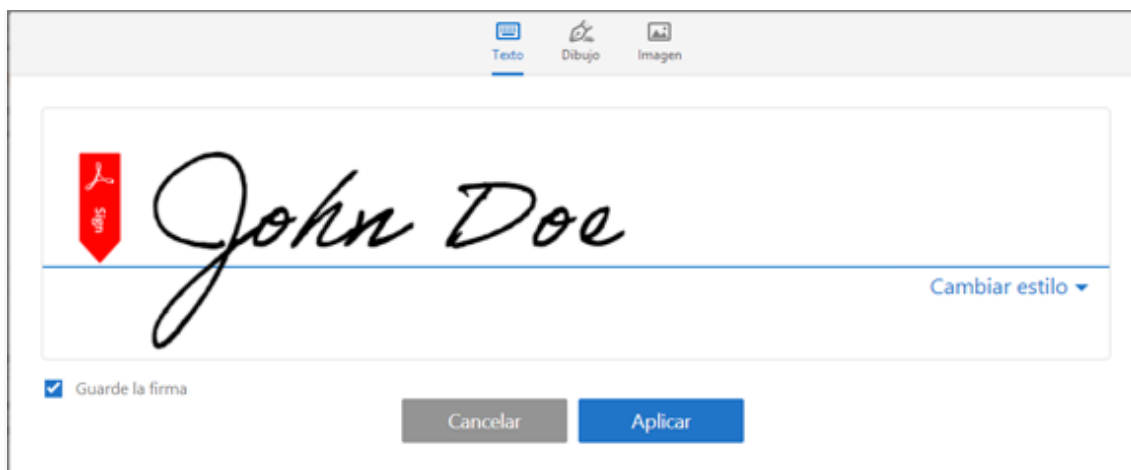 Texto Dibujo Imagen
Sign
John Doe
Cambiar estilo
Guarde la firma
Cancelar Aplicar